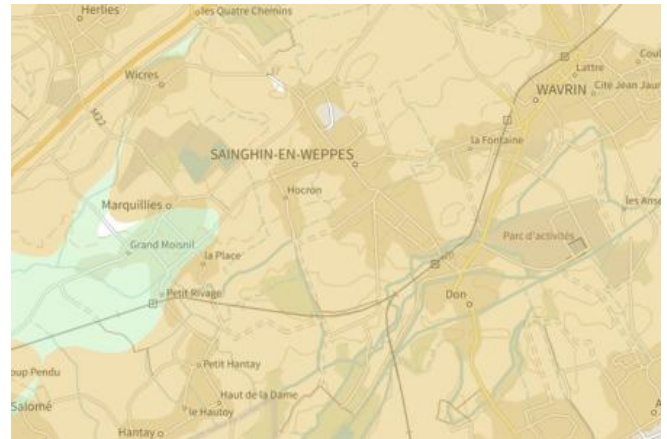 Herlies
les Quatre Chemins
Wicres
Lattre
WAVRIN
Cité Jean Jaur
M22
la Fontaine
SAINGHIN-EN-WEPPES
Hocron
Marquillies
les Anse
Parc d'activités
Grand Moisnil
la Place
Petit Rivage
Don
Petit Hantay
oup Pendu
Haut de la Dame
Salomé
le Hautoy
Hantay
A